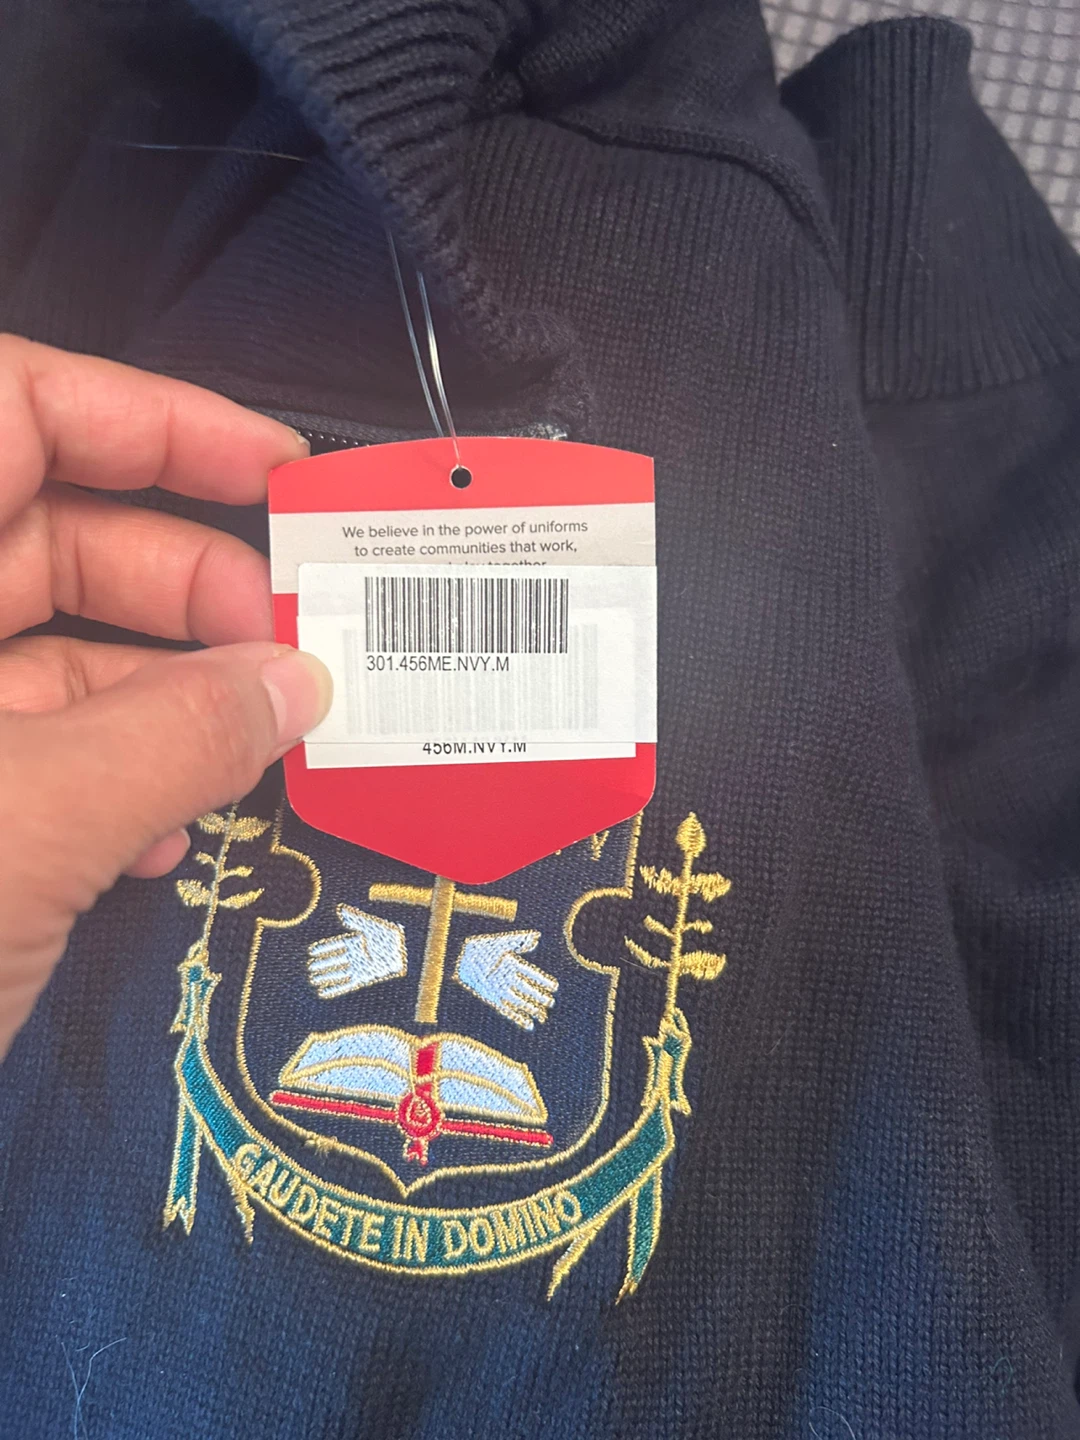 We believe in the power of uniforms
to create communities that work,
together
301.456ME.NVY.M
456M.NVY.M
GAUDETE IN DOMINO